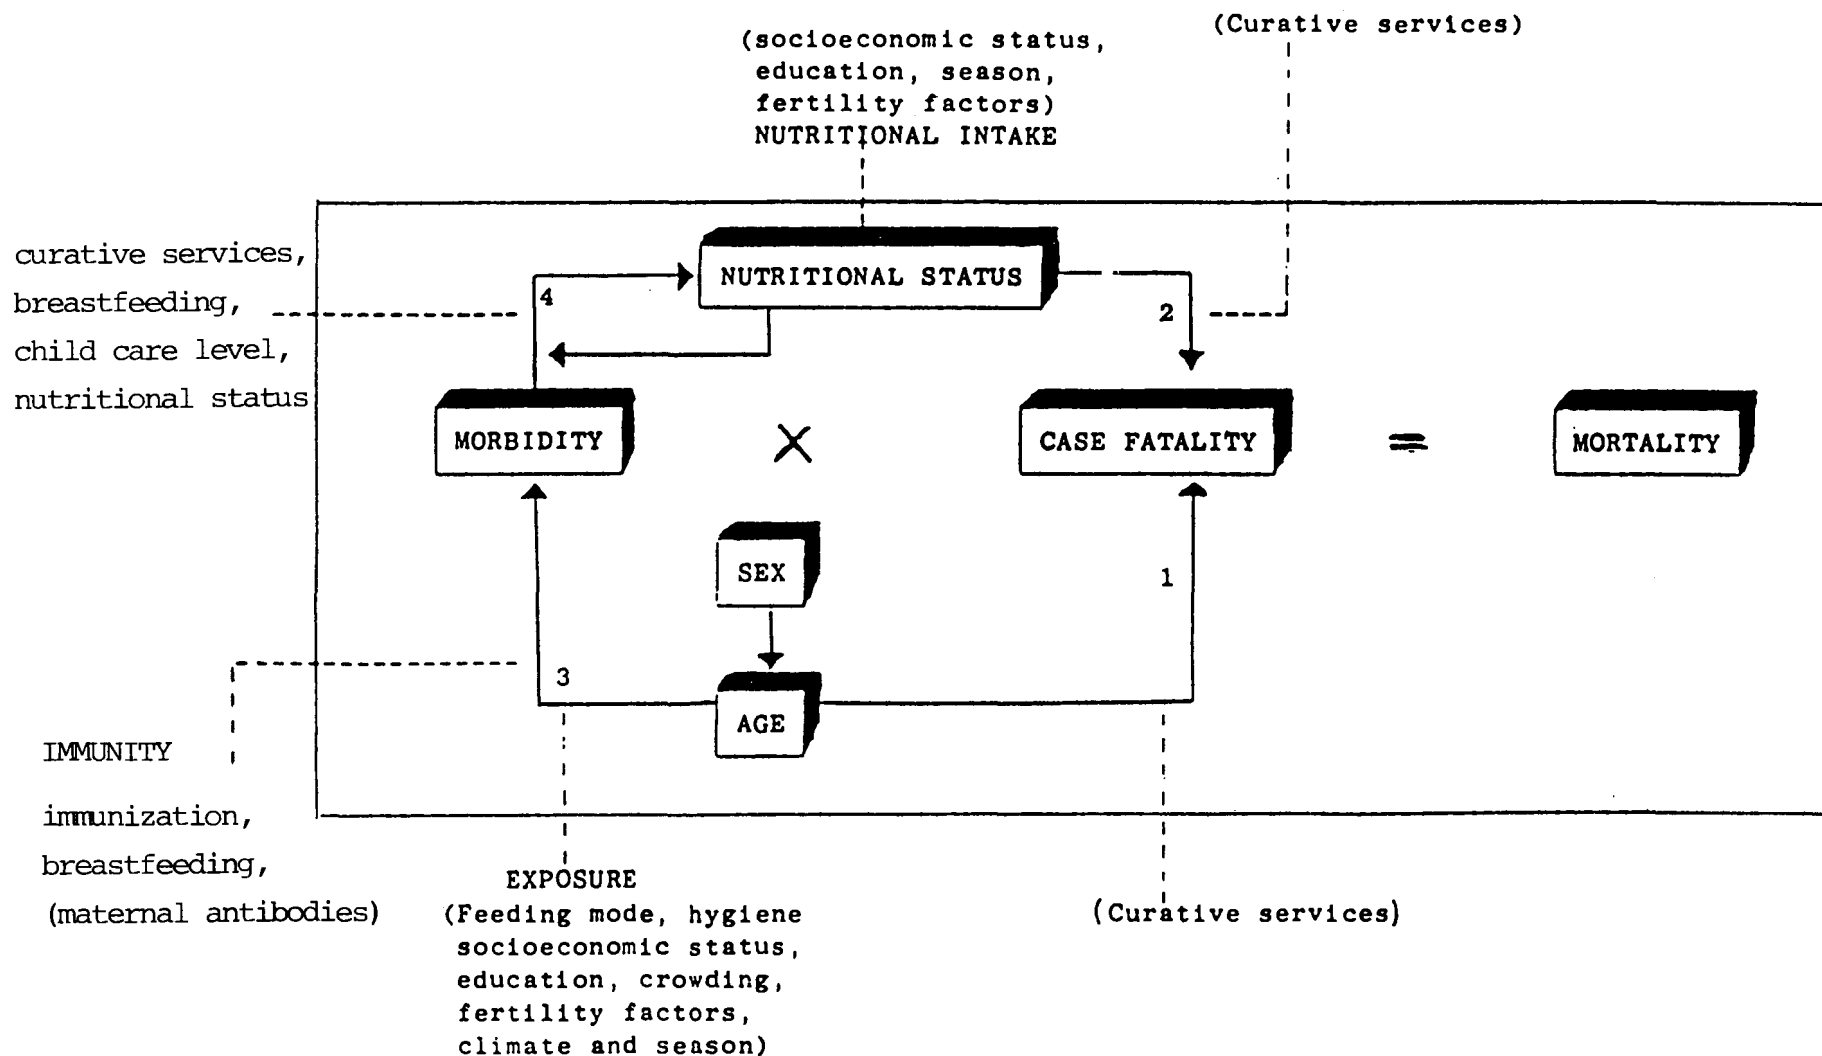 (Curative services)
(socioeconomic status,
education, season,
fertility factors)
NUTRITIONAL INTAKE
curative services,
breastfeeding,
child care level,
nutritional status
NUTRITIONAL STATUS
4
2
MORBIDITY
×
CASE FATALITY
=
MORTALITY
SEX
1
3
AGE
IMMUNITY
immunization,
breastfeeding,
(maternal antibodies)
EXPOSURE
(Feeding mode, hygiene
socioeconomic status,
education, crowding,
fertility factors,
climate and season)
(Curative services)